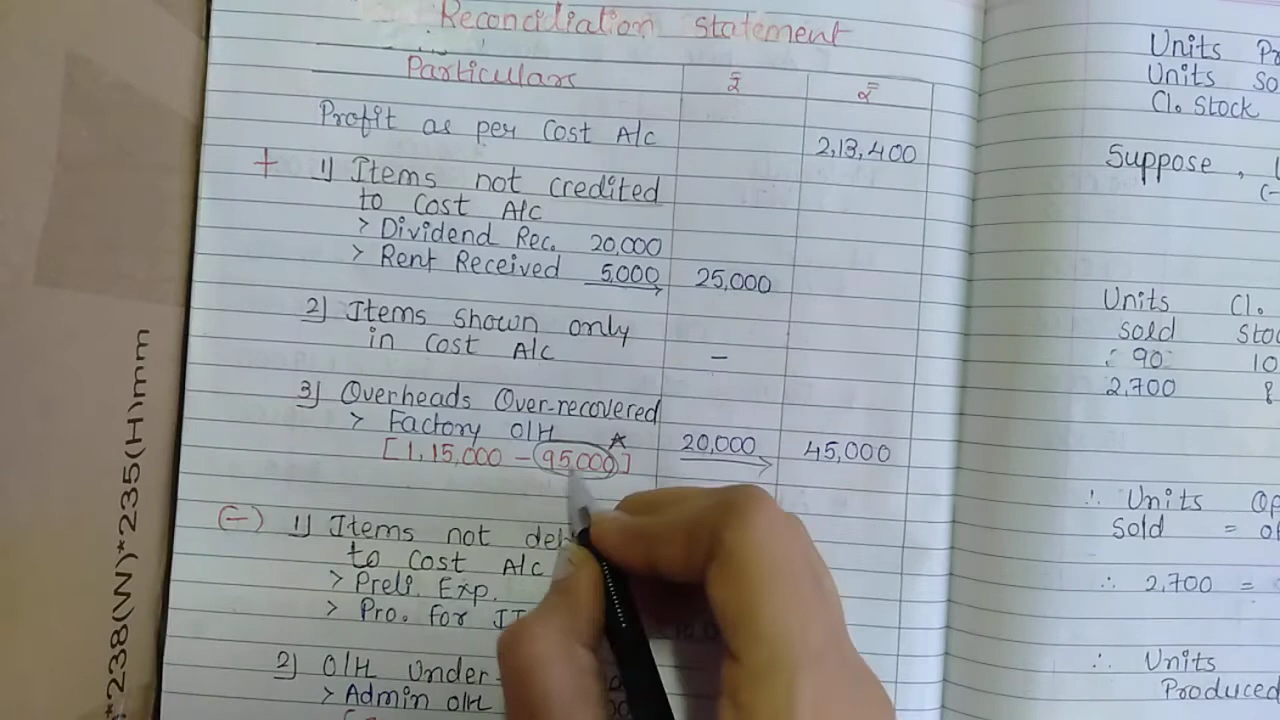 Reconciliation Statement
Particulars ₹ ₹
Profit as per Cost A/c 2,13,400
+ 1) Items not credited
to Cost A/c
> Dividend Rec. 20,000
> Rent Received 5,000 25,000
2) Items shown only
in Cost A/c –
3) Overheads Over-recovered
> Factory O/H
[1,15,000 – 95000] 20,000 45,000
(–) 1) Items not
to Cost A/c
> Preli. Exp.
> Pro. for
2) O/H Under-
> Admin O/H
Units
Units
Cl. Stock
Suppose,
Units Cl.
Sold
90 10
2,700
∴ Units
Sold =
∴ 2,700 =
∴ Units
Produced
*238(W)*235(H)mm